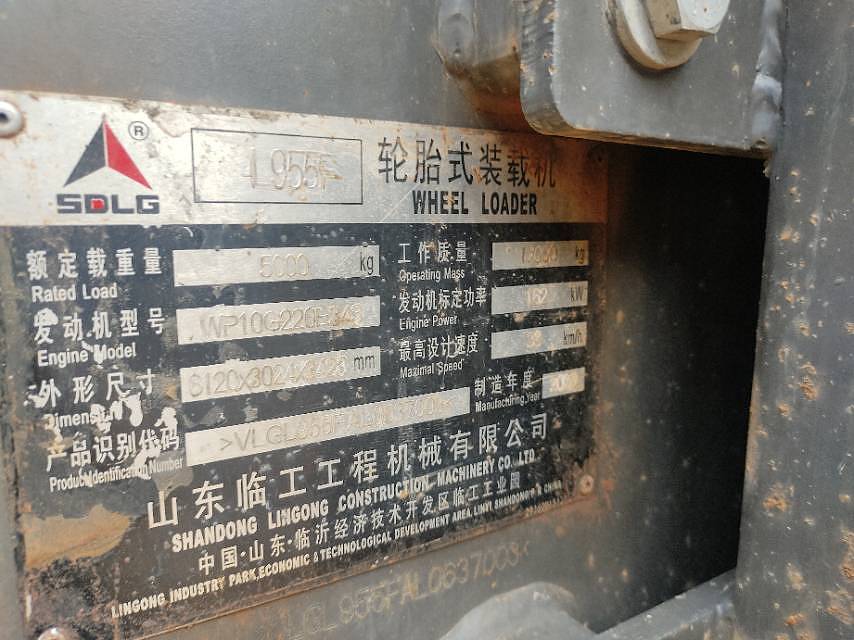 ®
SDLG
L955F
轮胎式装载机
WHEEL LOADER
额定载重量 5000 kg
Rated Load
工作质量 kg
Operating Mass
发动机型号
Engine Model
发动机标定功率 162 kW
Engine Power
外形尺寸 mm
Dimension
最高设计速度 38 km/h
Maximal Speed
产品识别代码
Product Identification Number
制造年度
Manufacturing Year
山东临工工程机械有限公司
SHANDONG LINGONG CONSTRUCTION MACHINERY CO., LTD.
中国·山东·临沂经济技术开发区临工工业园
LINGONG INDUSTRY PARK,ECONOMIC & TECHNOLOGICAL DEVELOPMENT AREA, LINYI SHANDONG, P.R. CHINA